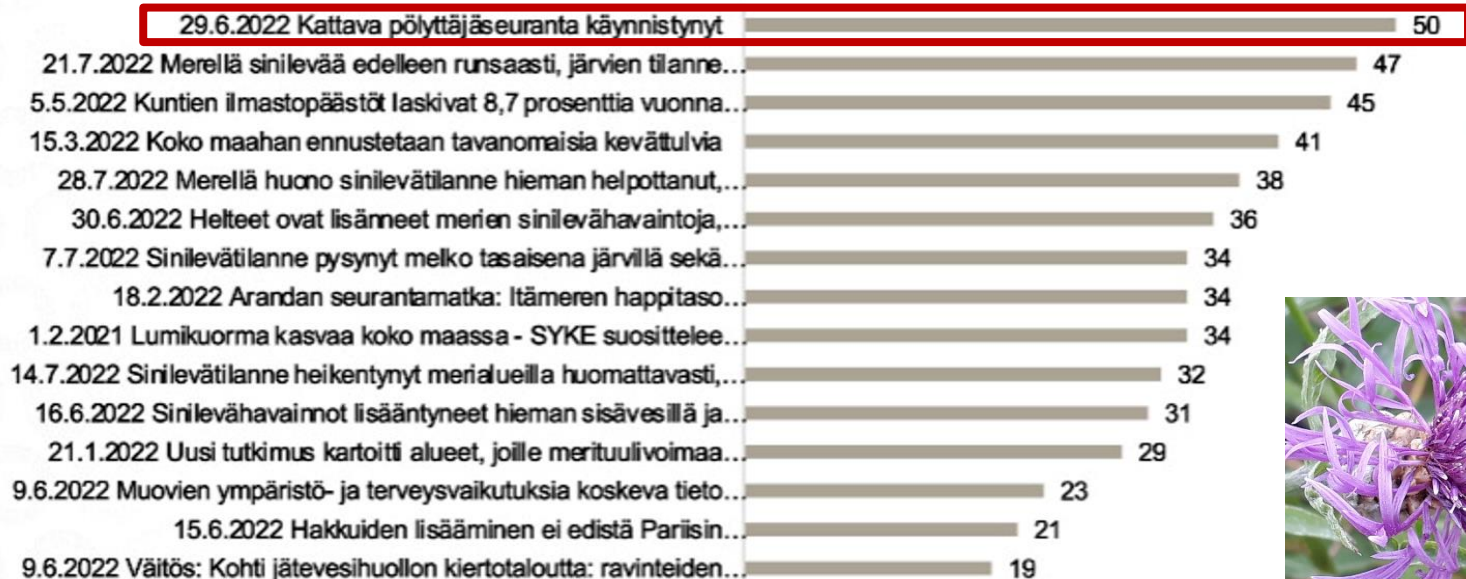 29.6.2022 Kattava pölyttäjäseuranta käynnistynyt 50
21.7.2022 Merellä sinilevää edelleen runsaasti, järvien tilanne... 47
5.5.2022 Kuntien ilmastopäästöt laskivat 8,7 prosenttia vuonna... 45
15.3.2022 Koko maahan ennustetaan tavanomaisia kevättulvia 41
28.7.2022 Merellä huono sinilevätilanne hieman helpottanut,... 38
30.6.2022 Helteet ovat lisänneet merien sinilevähavaintoja,... 36
7.7.2022 Sinilevätilanne pysynyt melko tasaisena järvillä sekä... 34
18.2.2022 Arandan seurantamatka: Itämeren happitaso... 34
1.2.2021 Lumikuorma kasvaa koko maassa - SYKE suosittelee... 34
14.7.2022 Sinilevätilanne heikentynyt merialueilla huomattavasti,... 32
16.6.2022 Sinilevähavainnot lisääntyneet hieman sisävesillä ja... 31
21.1.2022 Uusi tutkimus kartoitti alueet, joille merituulivoimaa... 29
9.6.2022 Muovien ympäristö- ja terveysvaikutuksia koskeva tieto... 23
15.6.2022 Hakkuiden lisääminen ei edistä Pariisin... 21
9.6.2022 Väitös: Kohti jätevesihuollon kiertotaloutta: ravinteiden... 19